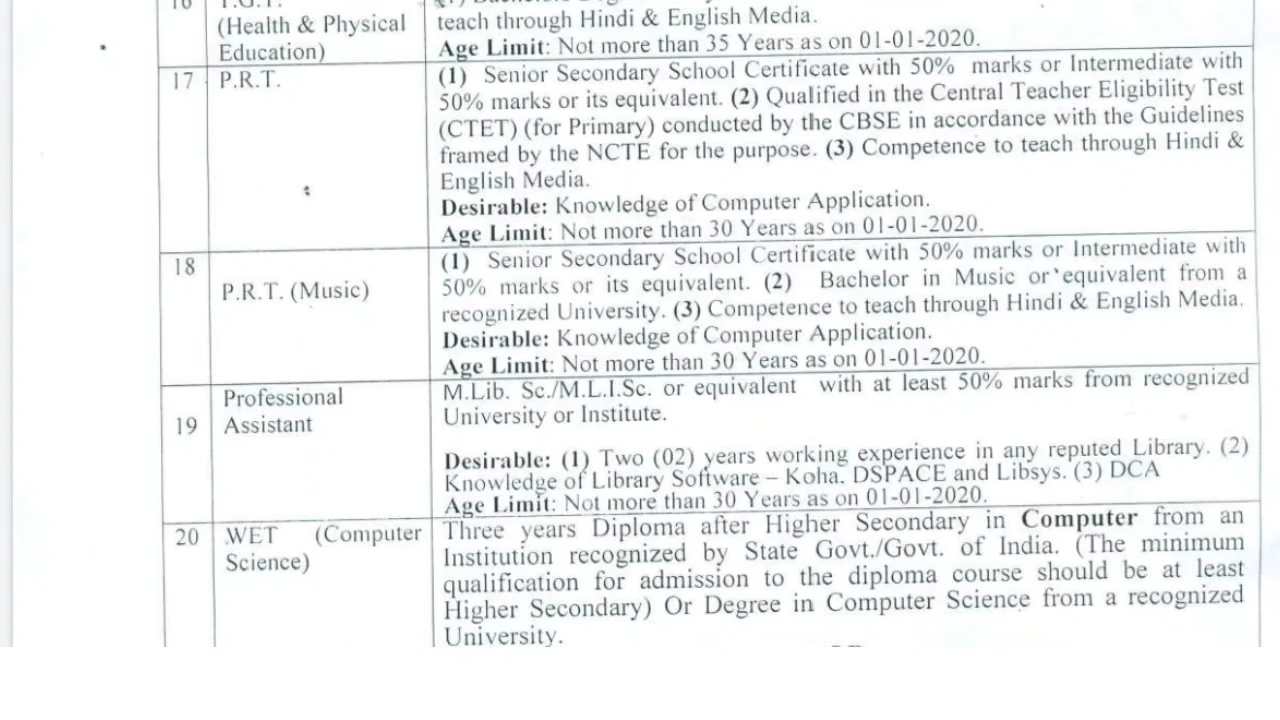 16 T.G.T.
(Health & Physical
Education)
teach through Hindi & English Media.
Age Limit: Not more than 35 Years as on 01-01-2020.
17 P.R.T.
(1) Senior Secondary School Certificate with 50% marks or Intermediate with
50% marks or its equivalent. (2) Qualified in the Central Teacher Eligibility Test
(CTET) (for Primary) conducted by the CBSE in accordance with the Guidelines
framed by the NCTE for the purpose. (3) Competence to teach through Hindi &
English Media.
Desirable: Knowledge of Computer Application.
Age Limit: Not more than 30 Years as on 01-01-2020.
18
P.R.T. (Music)
(1) Senior Secondary School Certificate with 50% marks or Intermediate with
50% marks or its equivalent. (2) Bachelor in Music or equivalent from a
recognized University. (3) Competence to teach through Hindi & English Media.
Desirable: Knowledge of Computer Application.
Age Limit: Not more than 30 Years as on 01-01-2020.
Professional
19 Assistant
M.Lib. Sc./M.L.I.Sc. or equivalent with at least 50% marks from recognized
University or Institute.
Desirable: (1) Two (02) years working experience in any reputed Library. (2)
Knowledge of Library Software – Koha. DSPACE and Libsys. (3) DCA
Age Limit: Not more than 30 Years as on 01-01-2020.
20 WET (Computer
Science)
Three years Diploma after Higher Secondary in Computer from an
Institution recognized by State Govt./Govt. of India. (The minimum
qualification for admission to the diploma course should be at least
Higher Secondary) Or Degree in Computer Science from a recognized
University.